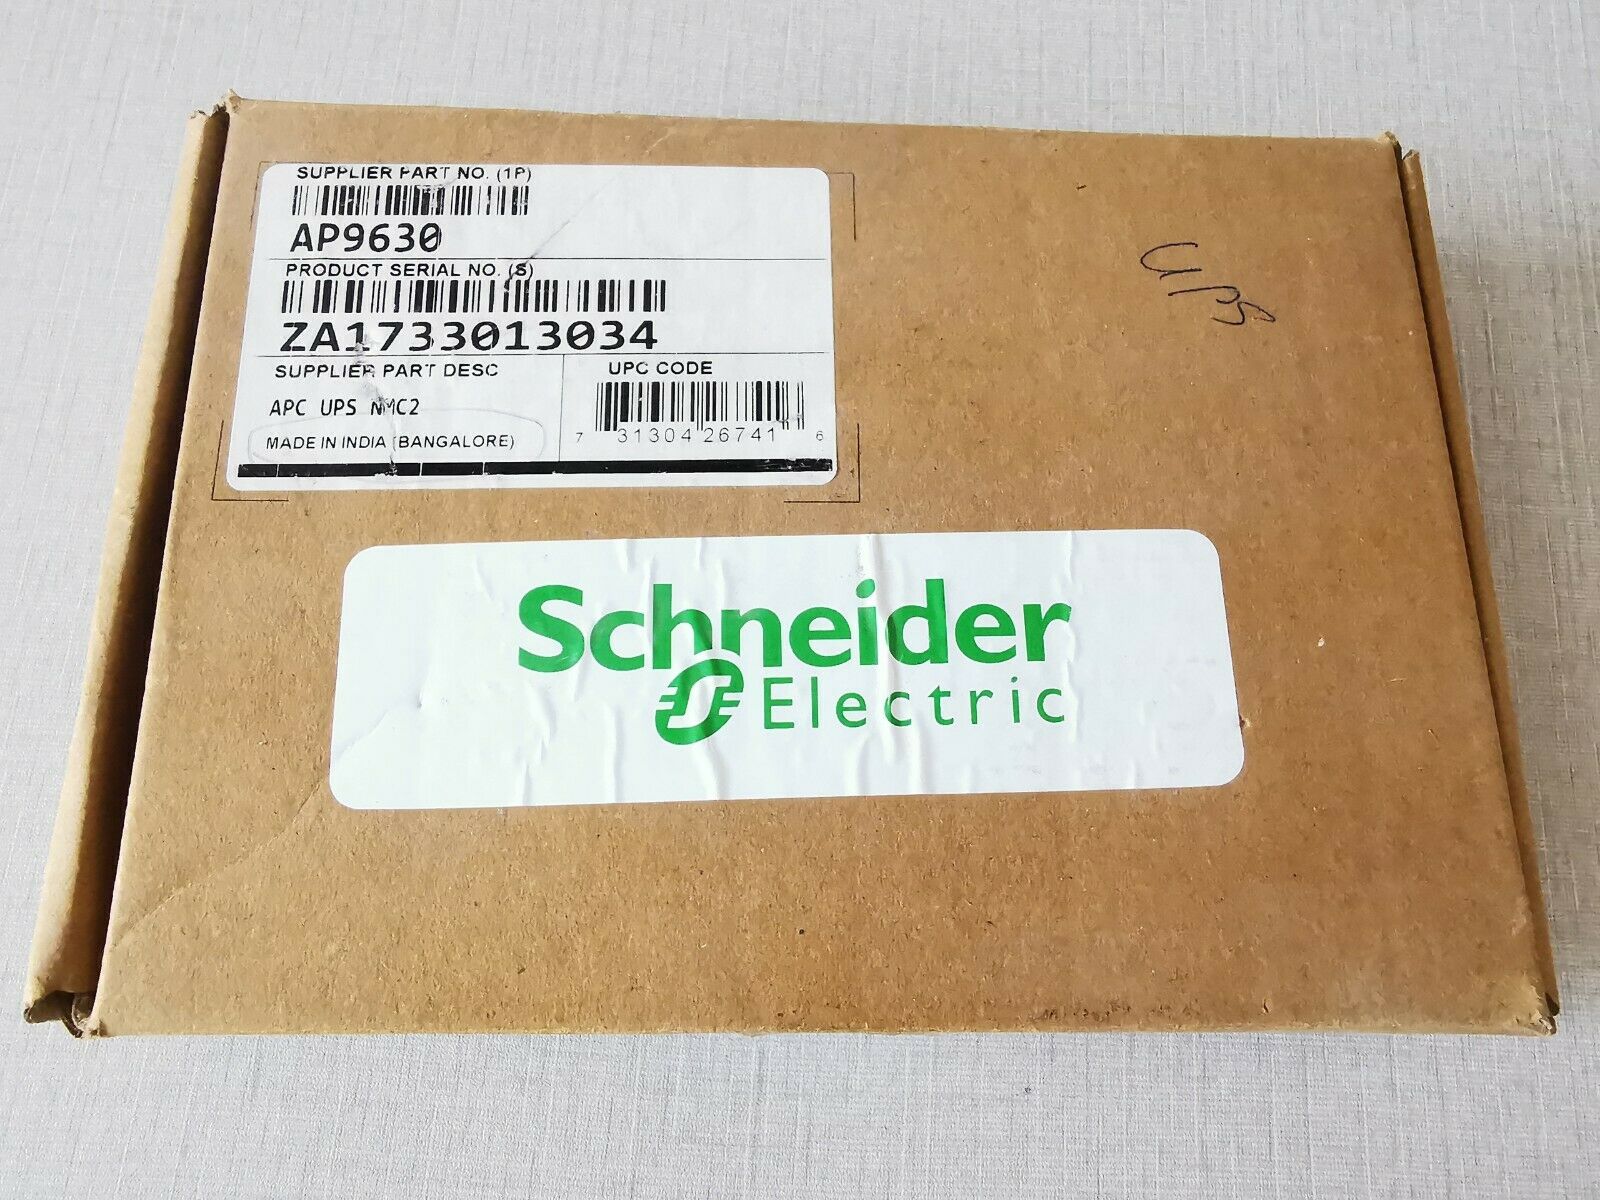 SUPPLIER PART NO. (1P)
AP9630
PRODUCT SERIAL NO. (S)
ZA1733013034
SUPPLIER PART DESC
UPC CODE
APC UPS NMC2
7 31304 26741 6
MADE IN INDIA (BANGALORE)
ups
Schneider
Electric